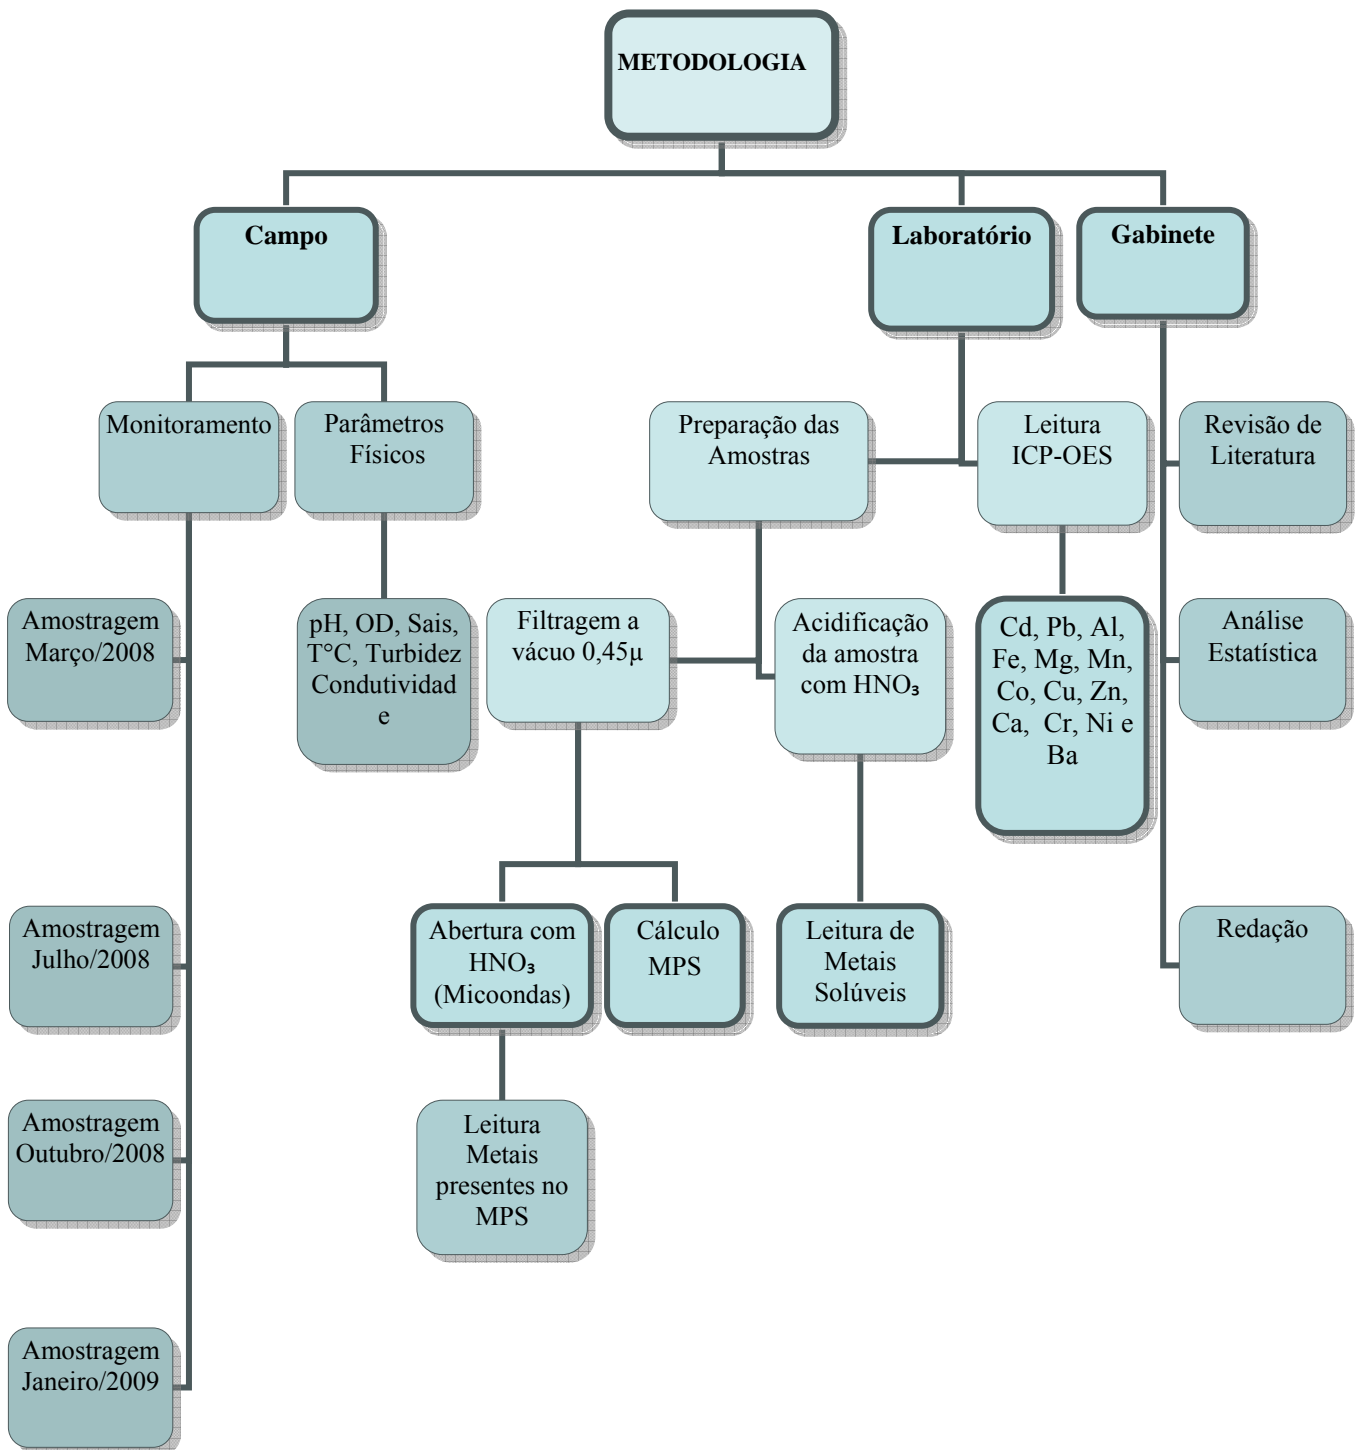 METODOLOGIA
Campo
Laboratório
Gabinete
Monitoramento
Parâmetros
Físicos
Preparação das
Amostras
Leitura
ICP-OES
Revisão de
Literatura
Amostragem
Março/2008
pH, OD, Sais,
T°C, Turbidez
Condutividad
e
Filtragem a
vácuo 0,45µ
Acidificação
da amostra
com HNO₃
Cd, Pb, Al,
Fe, Mg, Mn,
Co, Cu, Zn,
Ca, Cr, Ni e
Ba
Análise
Estatística
Amostragem
Julho/2008
Abertura com
HNO₃
(Micoondas)
Cálculo
MPS
Leitura de
Metais
Solúveis
Redação
Amostragem
Outubro/2008
Leitura
Metais
presentes no
MPS
Amostragem
Janeiro/2009